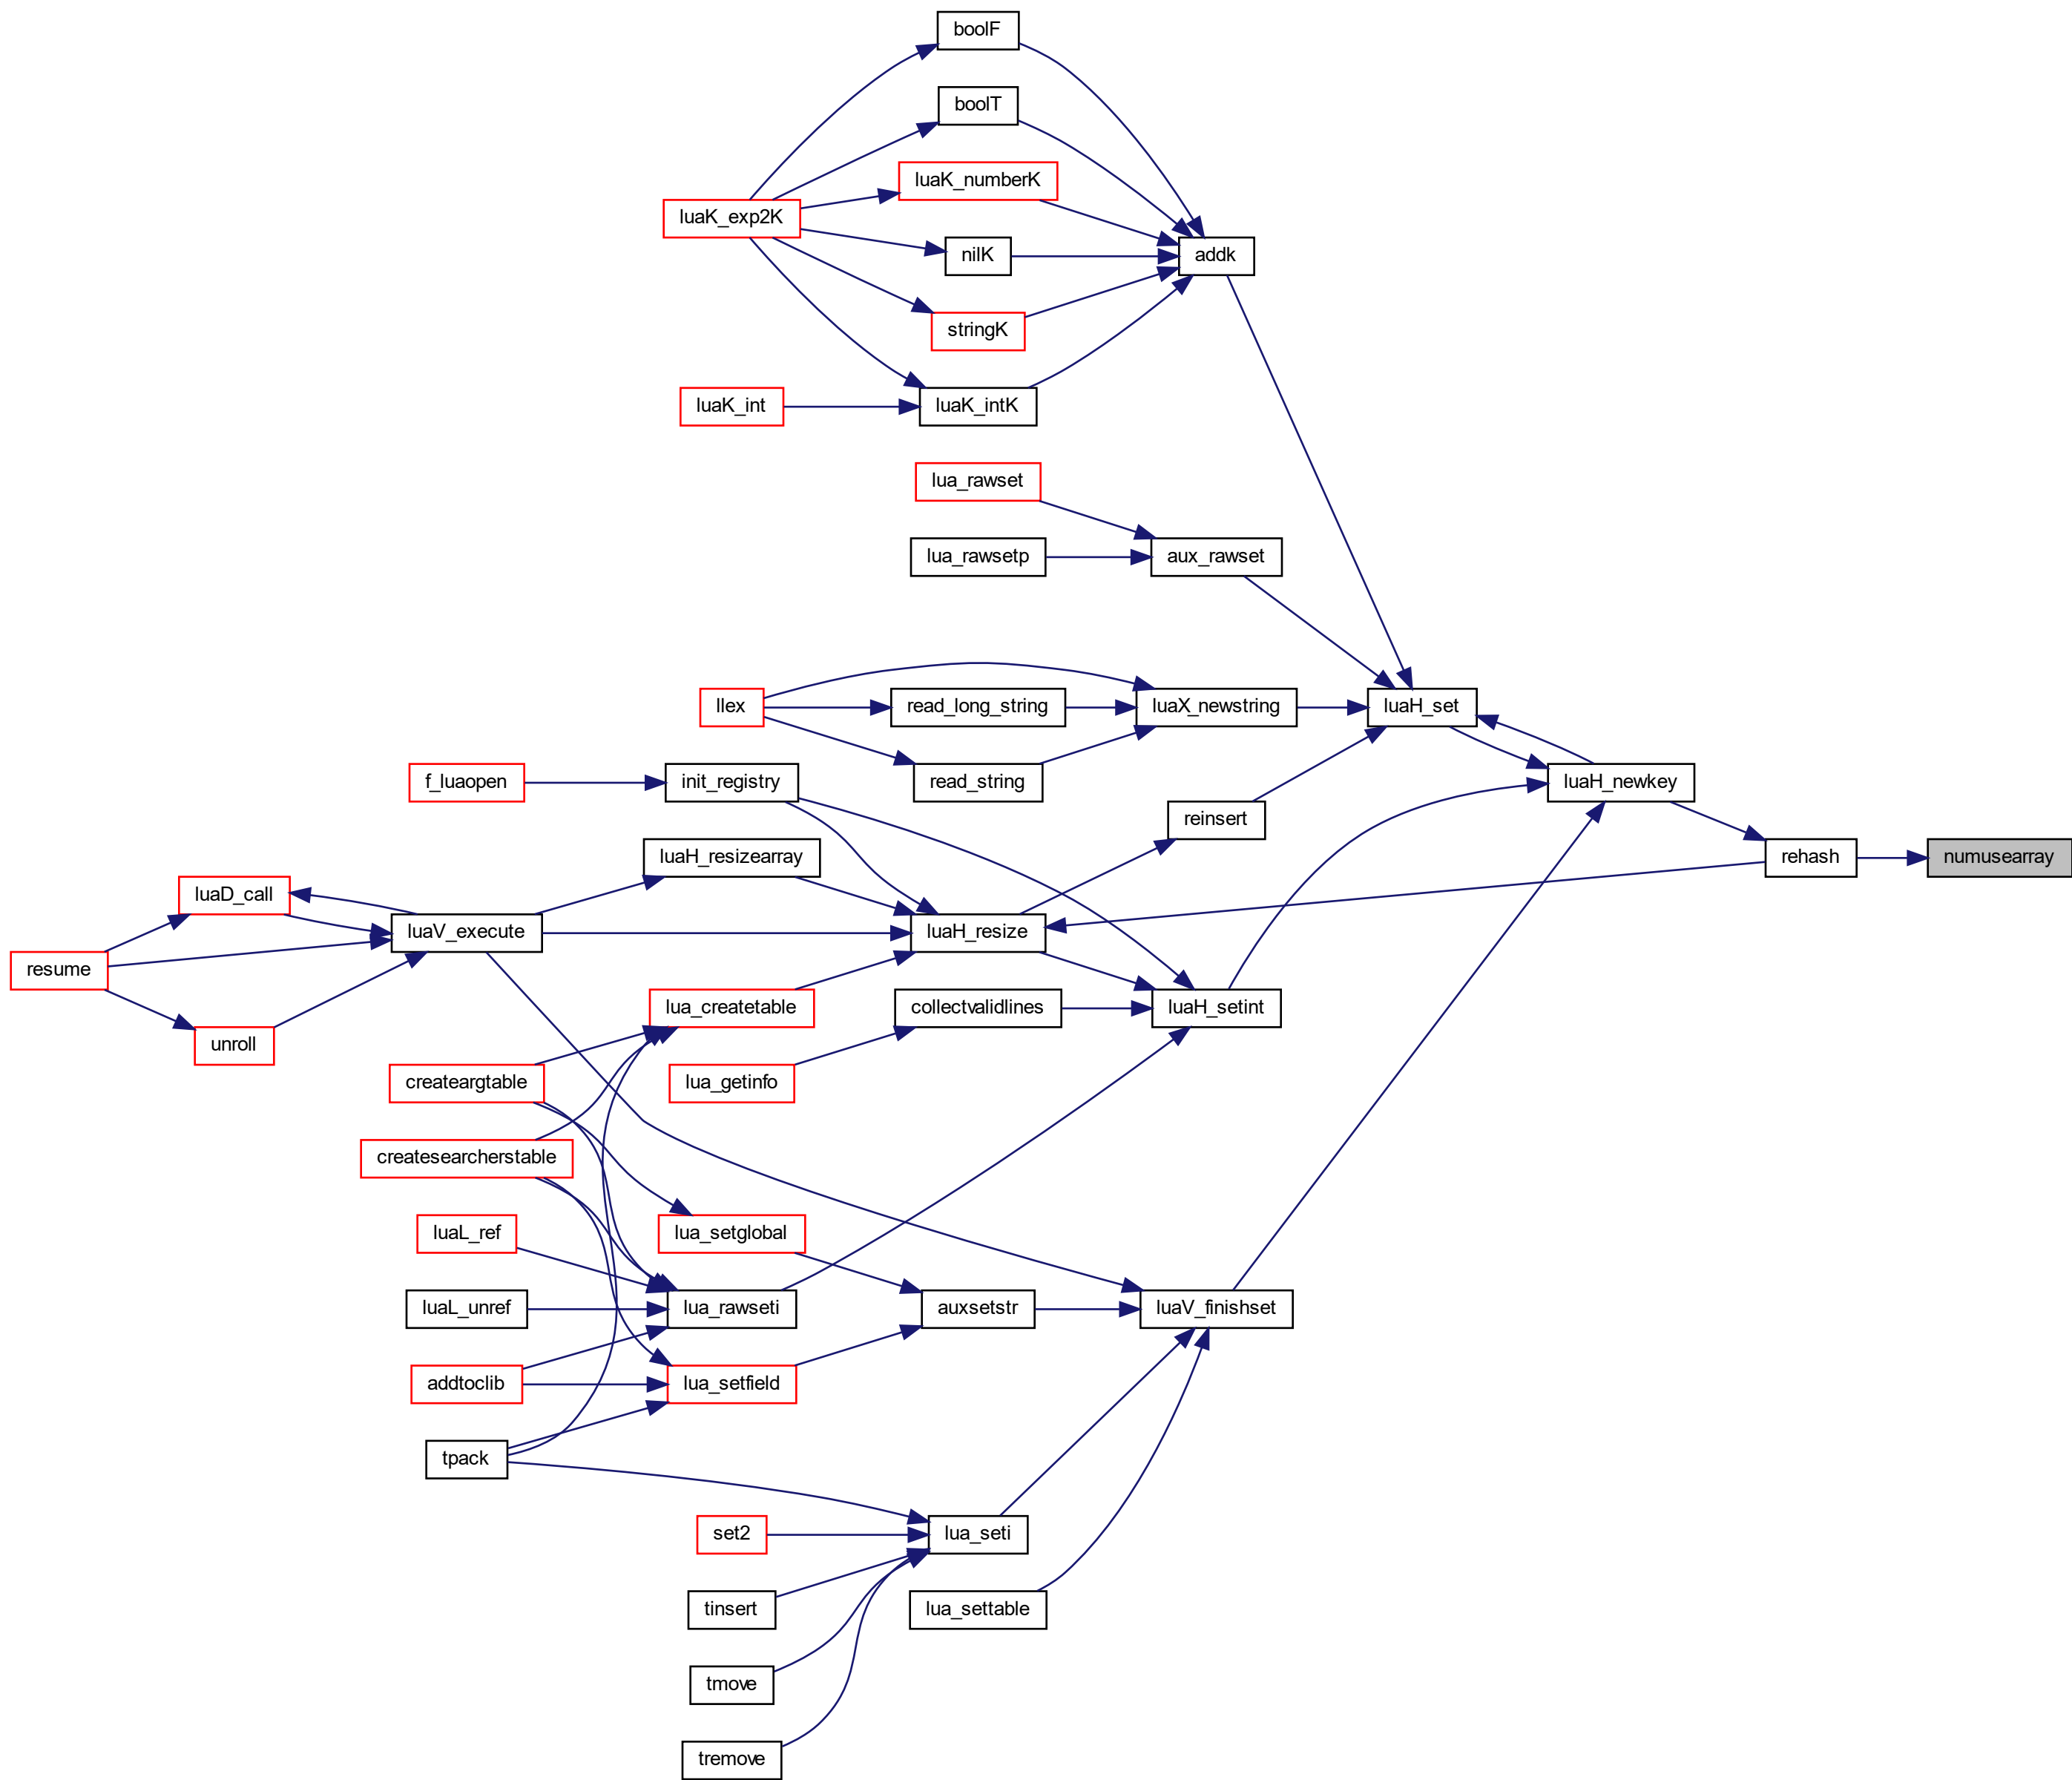 boolF
boolT
luaK_numberK
luaK_exp2K
nilK
addk
stringK
luaK_int
luaK_intK
lua_rawset
lua_rawsetp
aux_rawset
llex
read_long_string
luaX_newstring
luaH_set
f_luaopen
init_registry
read_string
luaH_newkey
reinsert
luaH_resizearray
rehash
numusearray
luaD_call
luaV_execute
luaH_resize
resume
lua_createtable
collectvalidlines
luaH_setint
unroll
createargtable
lua_getinfo
createsearcherstable
luaL_ref
lua_setglobal
luaL_unref
lua_rawseti
auxsetstr
luaV_finishset
addtoclib
lua_setfield
tpack
set2
lua_seti
tinsert
lua_settable
tmove
tremove